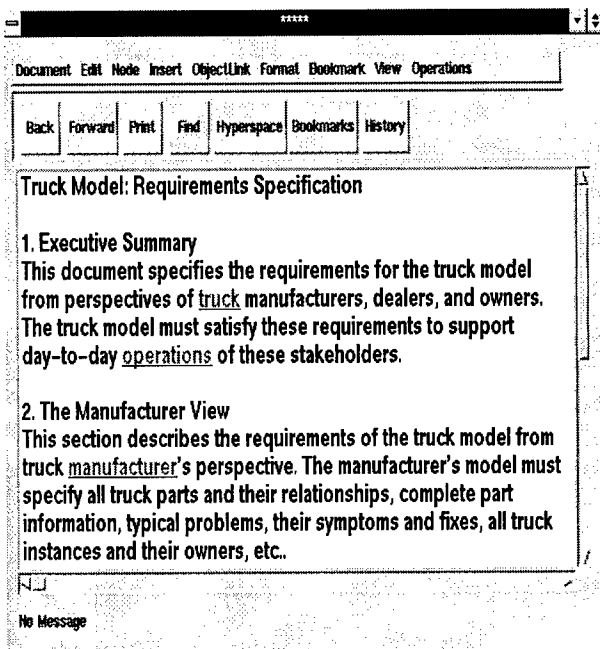 *****
Document Edit Node Insert ObjectLink Format Bookmark View Operations
Back Forward Print Find Hyperspace Bookmarks History
Truck Model: Requirements Specification
1. Executive Summary
This document specifies the requirements for the truck model
from perspectives of truck manufacturers, dealers, and owners.
The truck model must satisfy these requirements to support
day-to-day operations of these stakeholders.
2. The Manufacturer View
This section describes the requirements of the truck model from
truck manufacturer's perspective. The manufacturer's model must
specify all truck parts and their relationships, complete part
information, typical problems, their symptoms and fixes, all truck
instances and their owners, etc..
No Message